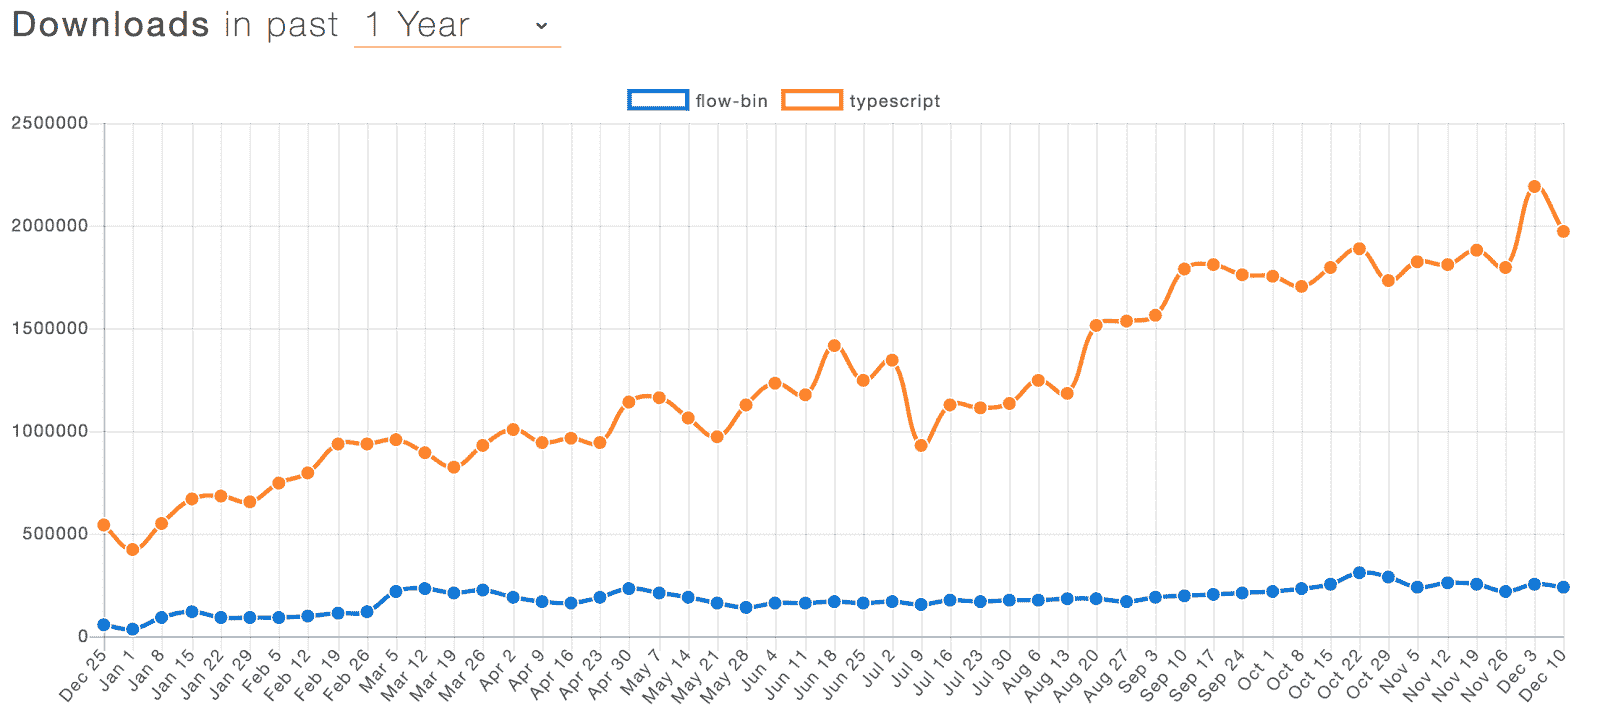 Downloads in past 1 Year
flow-bin typescript
2500000
2000000
1500000
1000000
500000
0
Dec 25 Jan 1 Jan 8 Jan 15 Jan 22 Jan 29 Feb 5 Feb 12 Feb 19 Feb 26 Mar 5 Mar 12 Mar 19 Mar 26 Apr 2 Apr 9 Apr 16 Apr 23 Apr 30 May 7 May 14 May 21 May 28 Jun 4 Jun 11 Jun 18 Jun 25 Jul 2 Jul 9 Jul 16 Jul 23 Jul 30 Aug 6 Aug 13 Aug 20 Aug 27 Sep 3 Sep 10 Sep 17 Sep 24 Oct 1 Oct 8 Oct 15 Oct 22 Oct 29 Nov 5 Nov 12 Nov 19 Nov 26 Dec 3 Dec 10